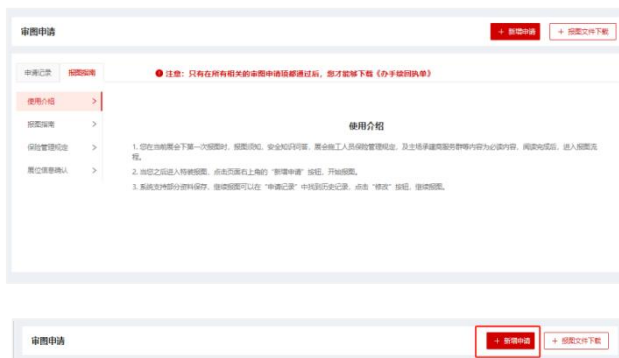 审图申请
+ 新增申请
+ 报图文件下载
申请记录
报图指南
注意：只有在所有相关的审图申请项都通过后，您才能够下载《办手续回执单》
使用介绍 >
报图指南 >
保险管理规定 >
展位信息确认 >
使用介绍
1. 您在当前展会下第一次报图时，报图须知、安全知识问答、展会施工人员保险管理规定、及主场承建商服务群等内容为必读内容，阅读完成后，进入报图流
程。
2. 当您之后进入特装报图，点击页面右上角的“新增申请”按钮，开始报图。
3. 系统支持部分资料保存，继续报图可以在“申请记录”中找到历史记录，点击“修改”按钮，继续报图。
审图申请
+ 新增申请
+ 报图文件下载